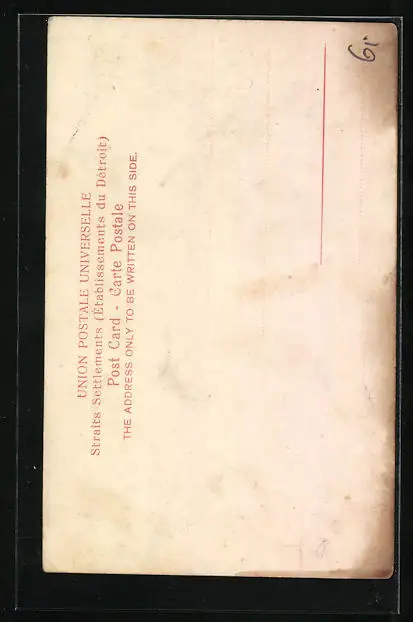 UNION POSTALE UNIVERSELLE
Straits Settlements (Établissements du Détroit)
Post Card - Carte Postale
THE ADDRESS ONLY TO BE WRITTEN ON THIS SIDE.